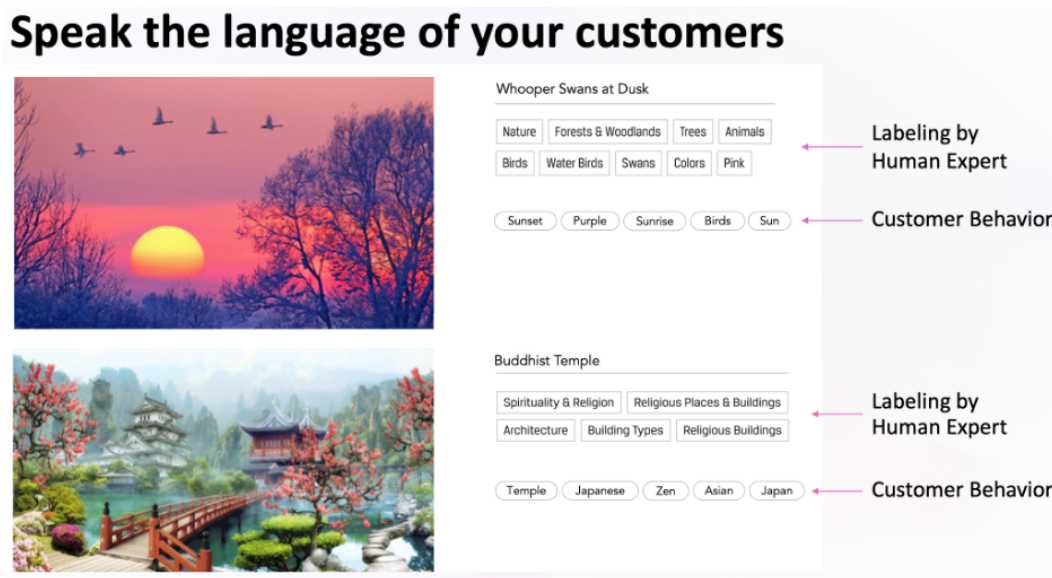 Speak the language of your customers
Whooper Swans at Dusk
Nature Forests & Woodlands Trees Animals
Birds Water Birds Swans Colors Pink
Labeling by
Human Expert
Sunset Purple Sunrise Birds Sun
Customer Behavior
Buddhist Temple
Spirituality & Religion Religious Places & Buildings
Architecture Building Types Religious Buildings
Labeling by
Human Expert
Temple Japanese Zen Asian Japan
Customer Behavior